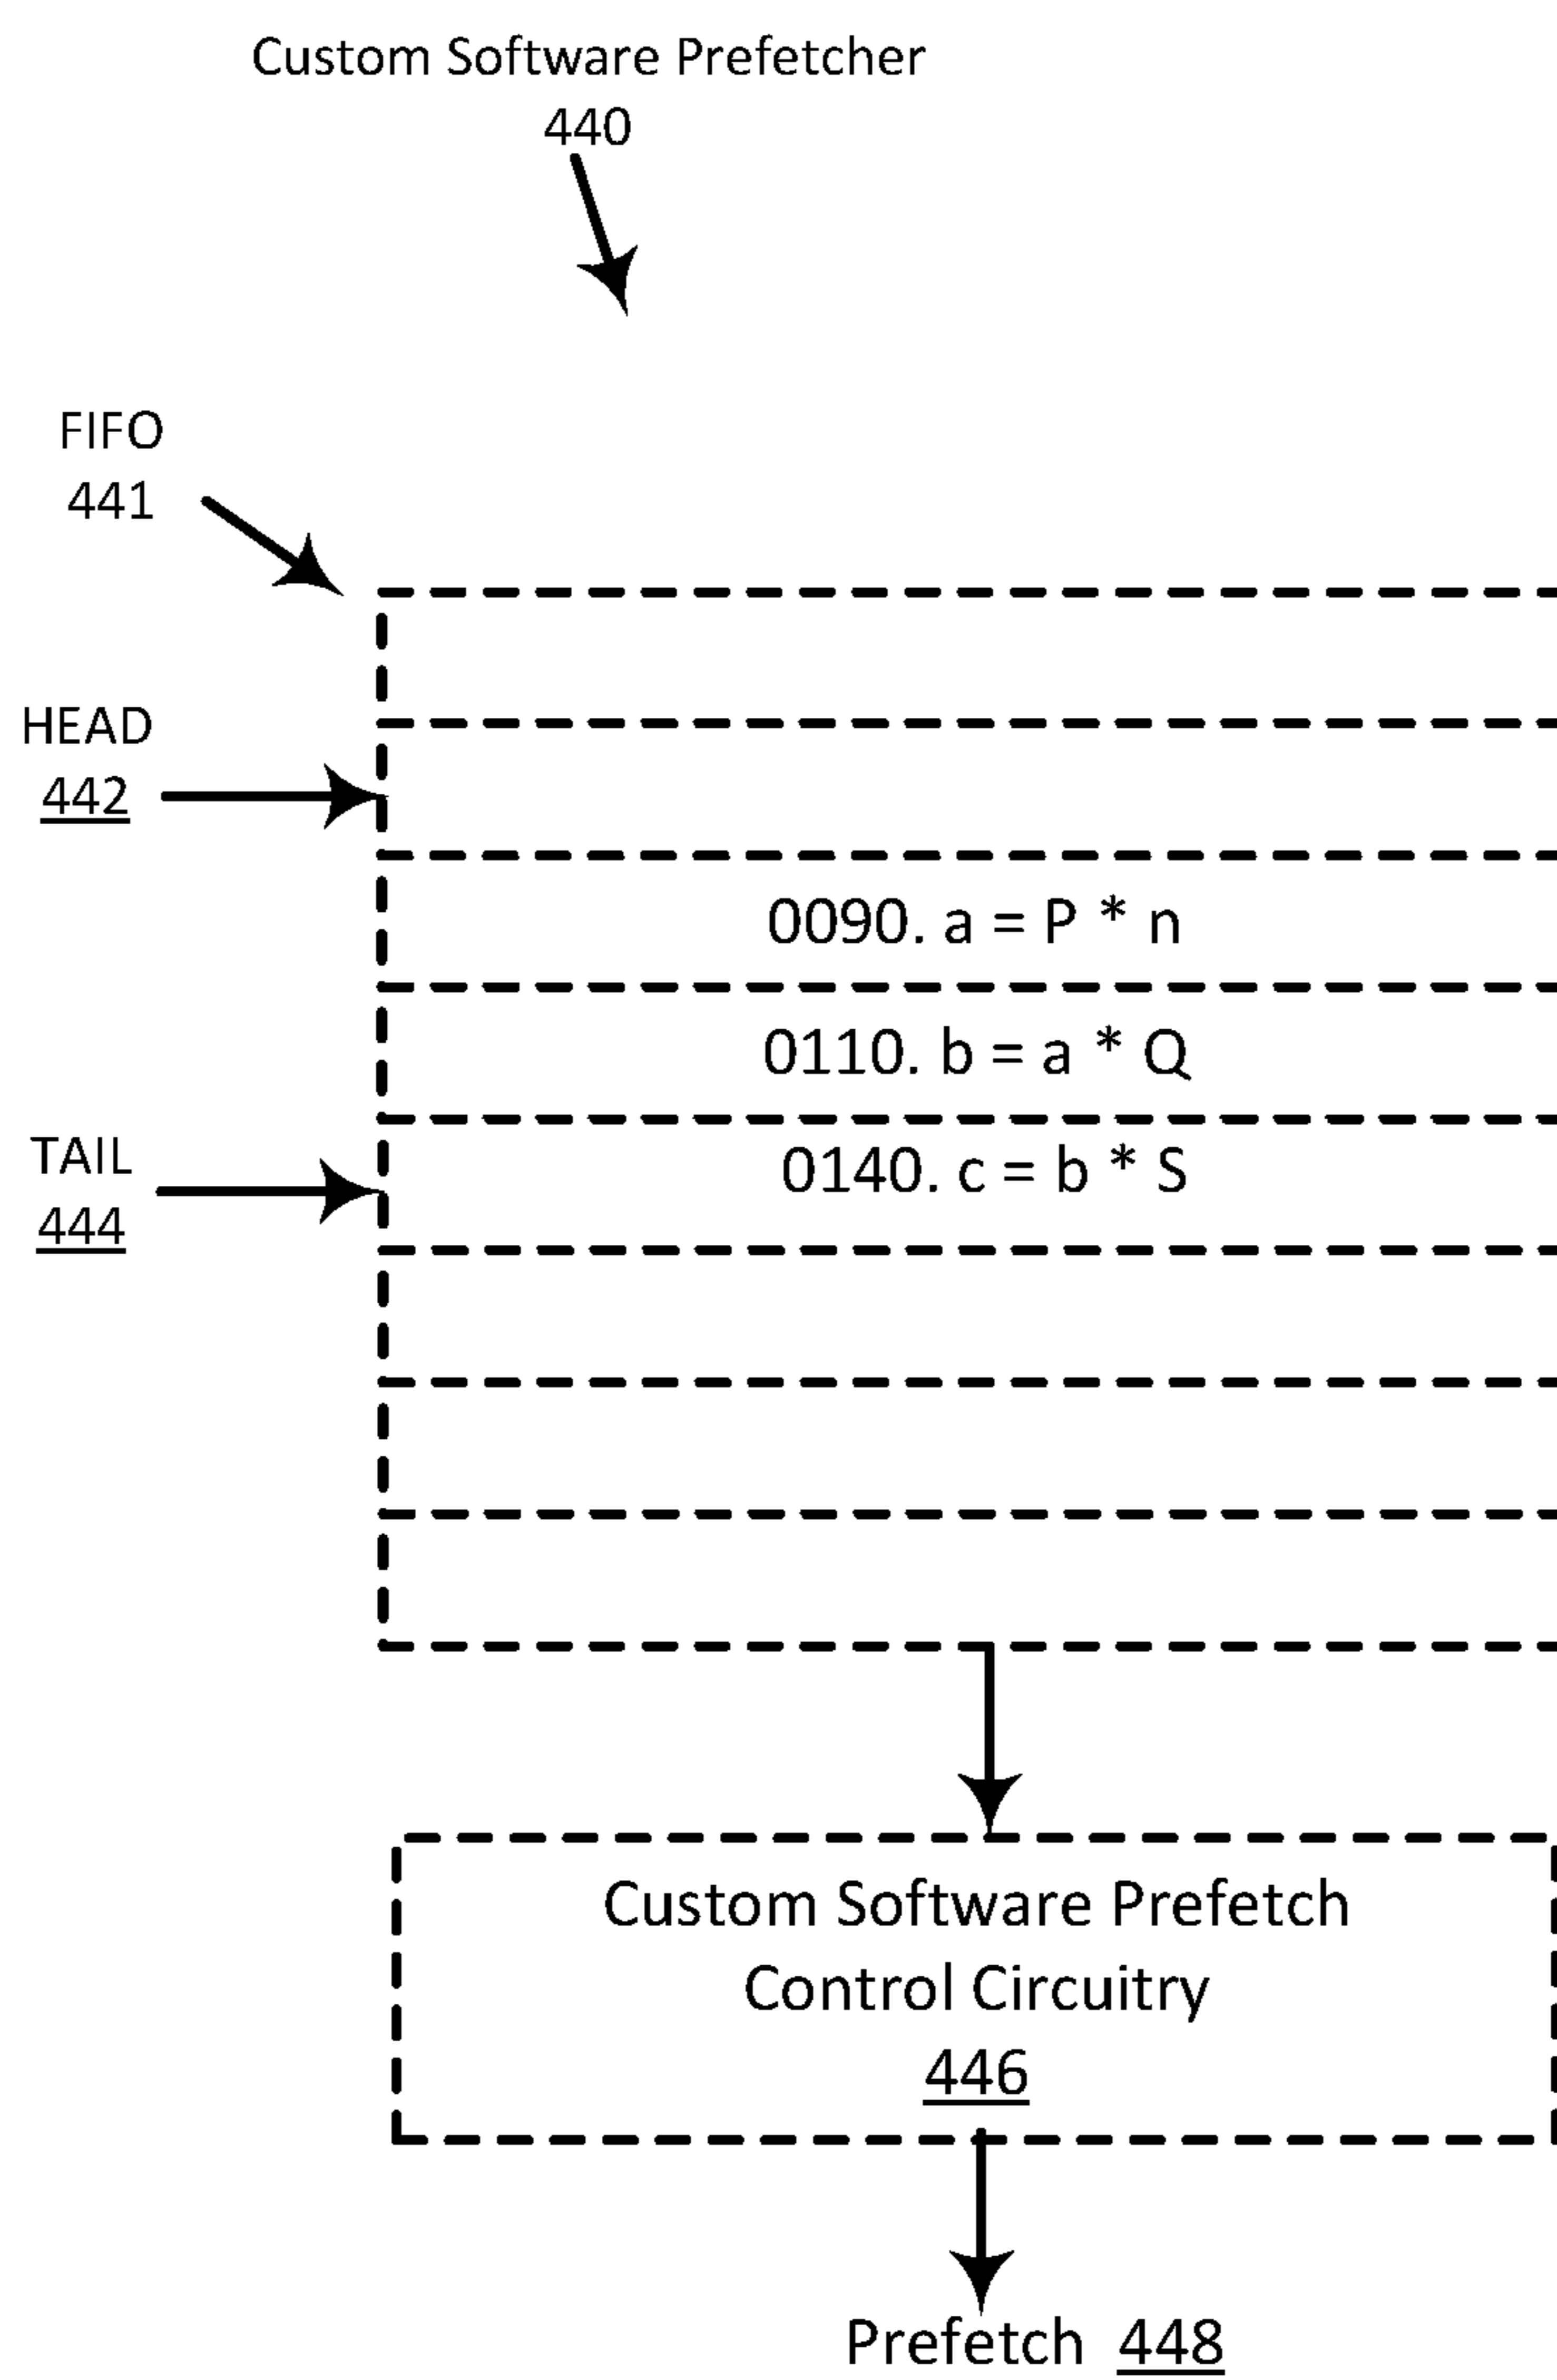 Custom Software Prefetcher
440
FIFO
441
HEAD
442
0090. a = P * n
0110. b = a * Q
TAIL
444
0140. c = b * S
Custom Software Prefetch
Control Circuitry
446
Prefetch 448